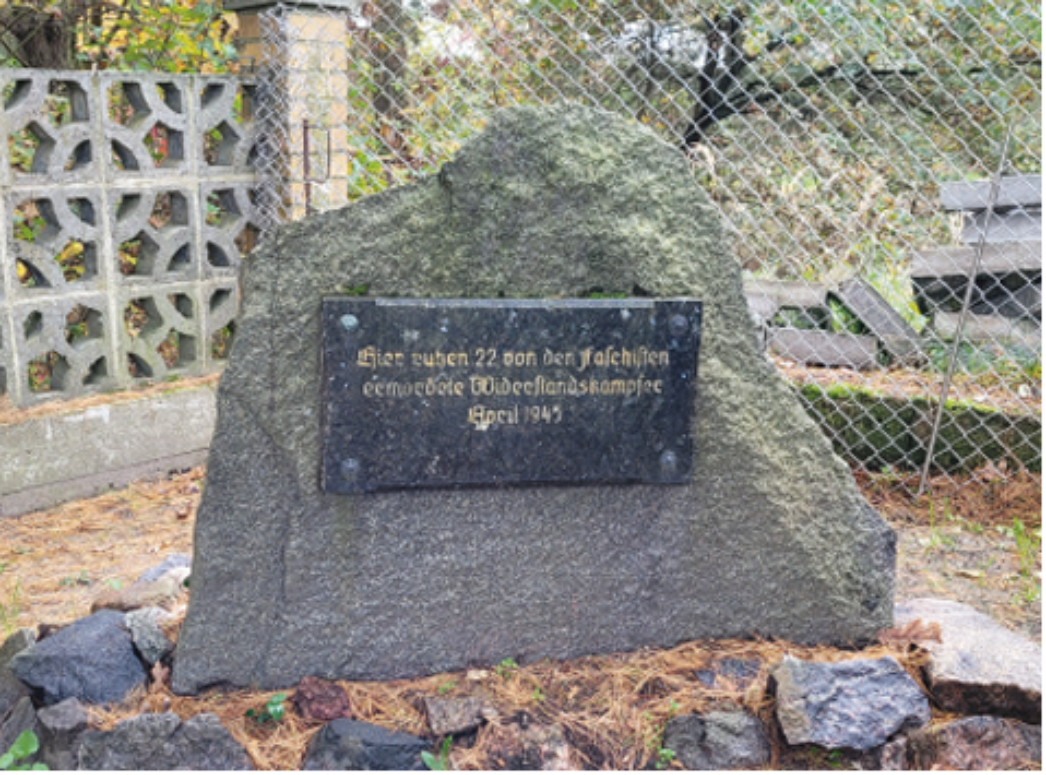 Hier ruhen 22 von den Faschisten
ermordete Widerstandskämpfer
April 1945